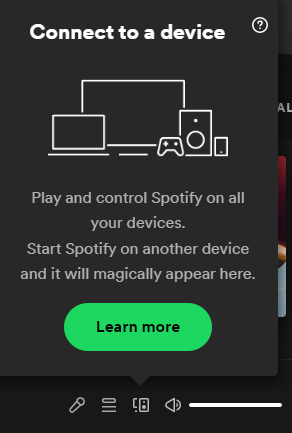 Connect to a device
?
AL
Play and control Spotify on all
your devices.
Start Spotify on another device
and it will magically appear here.
Learn more